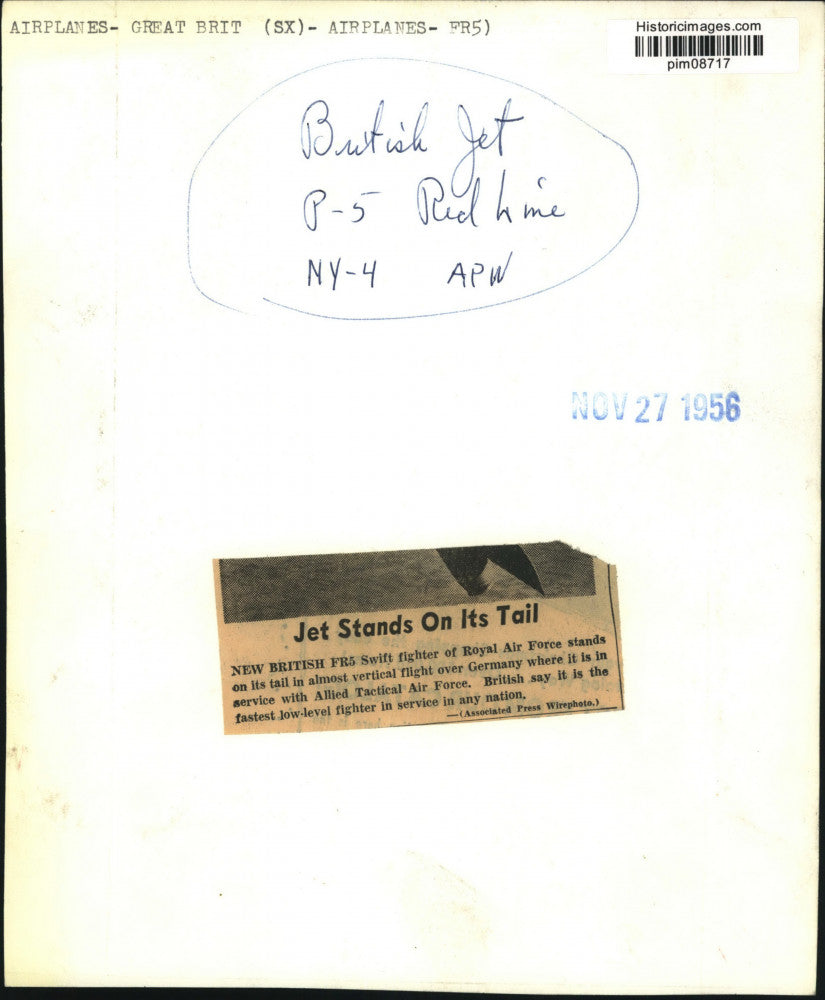 AIRPLANES- GREAT BRIT (SX)- AIRPLANES- FR5)
Historicimages.com
pim08717
British Jet
P-5 Red Line
NY-4 APW
NOV 27 1956
Jet Stands On Its Tail
NEW BRITISH FR5 Swift fighter of Royal Air Force stands
on its tail in almost vertical flight over Germany where it is in
service with Allied Tactical Air Force. British say it is the
fastest low-level fighter in service in any nation.
—(Associated Press Wirephoto.)